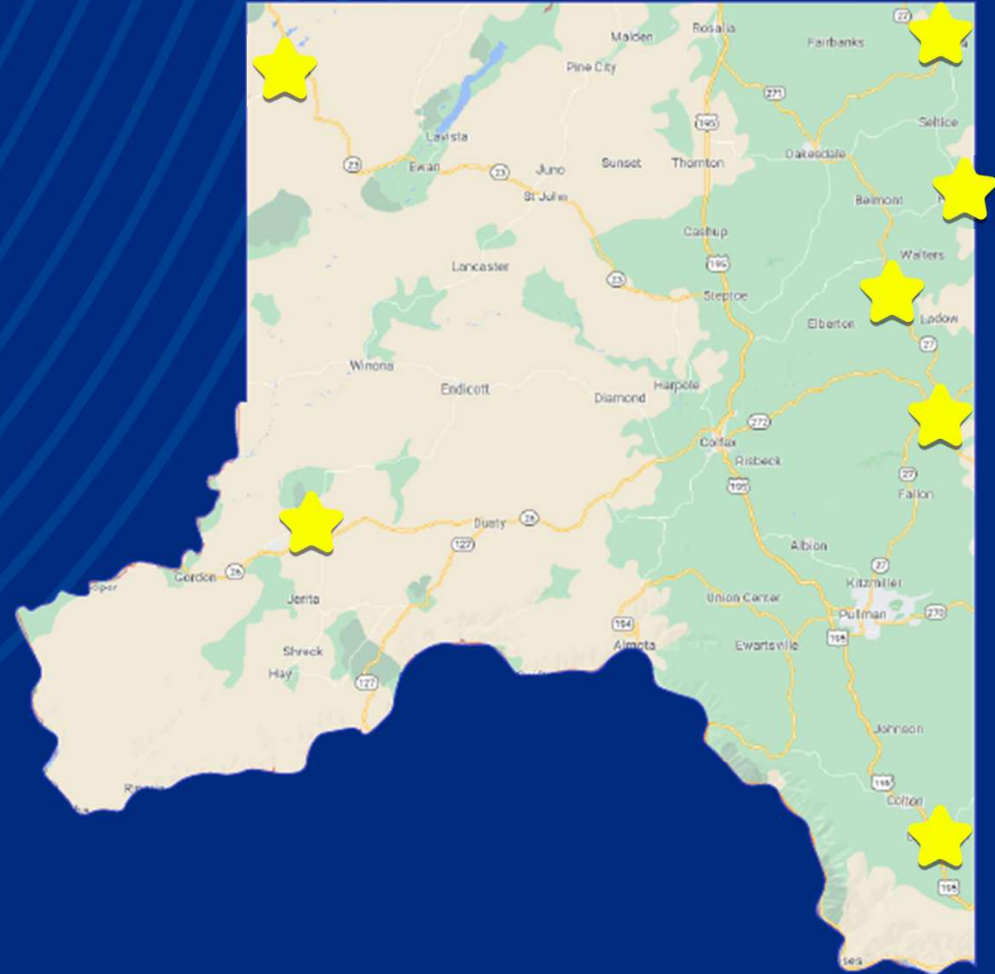 27
Rosalia
Malden
Fairbanks
Pine City
271
195
Seltice
Lavista
Oakesdale
23
Ewan
23
Juno
Sunset
Thornton
St John
Belmont
Cashup
Walters
195
Lancaster
23
Steptoe
Elberton
Ladow
27
Winona
Harpole
Endicott
Diamond
272
Colfax
Risbeck
27
195
Fallon
Dusty
26
127
Albion
26
27
Gordon
Kitzmiller
Jerita
Union Center
270
Pullman
194
195
Almota
Ewartsville
Shreck
Hay
127
Johnson
195
Colton
195